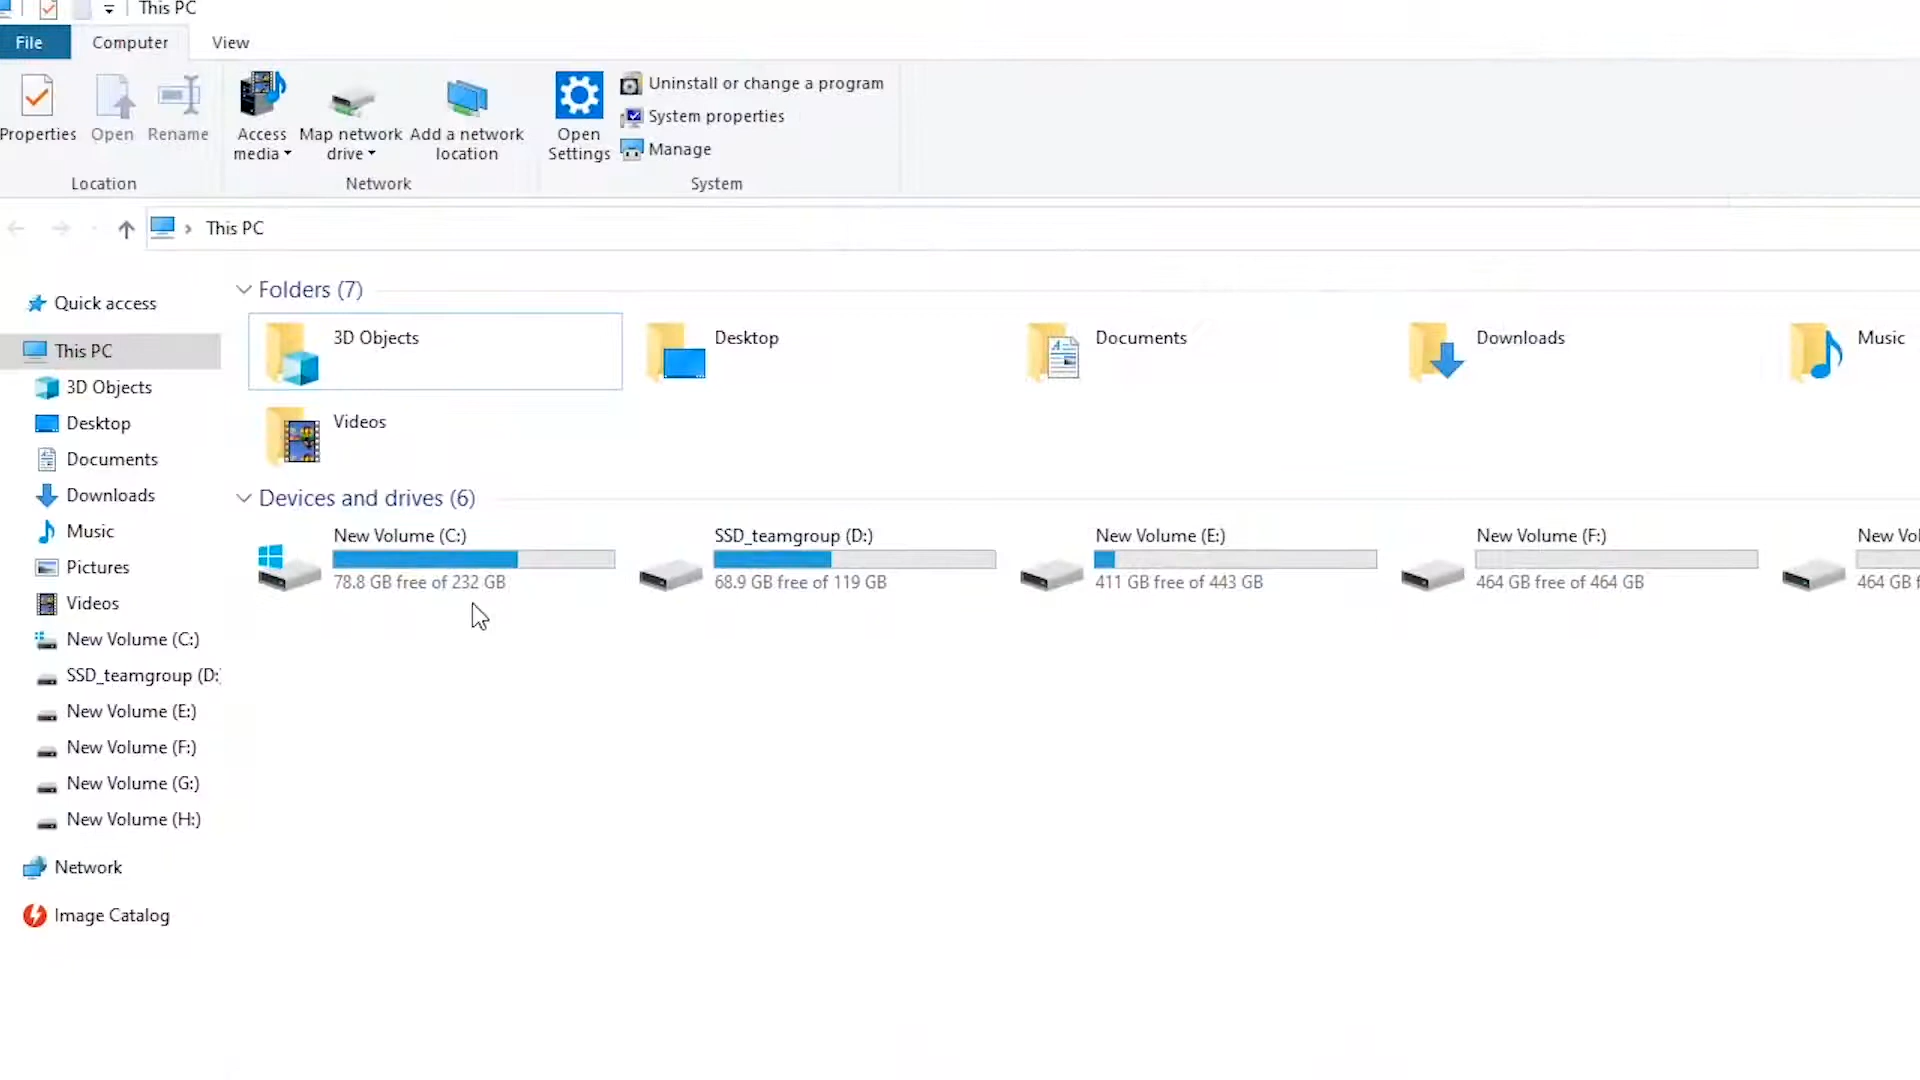 This PC
File
Computer
View
Properties
Open
Rename
Location
Access
media
Map network
drive
Add a network
location
Network
Open
Settings
Uninstall or change a program
System properties
Manage
System
This PC
Quick access
This PC
3D Objects
Desktop
Documents
Downloads
Music
Pictures
Videos
New Volume (C:)
SSD_teamgroup (D:
New Volume (E:)
New Volume (F:)
New Volume (G:)
New Volume (H:)
Network
Image Catalog
Folders (7)
3D Objects
Desktop
Documents
Downloads
Music
Videos
Devices and drives (6)
New Volume (C:)
78.8 GB free of 232 GB
SSD_teamgroup (D:)
68.9 GB free of 119 GB
New Volume (E:)
411 GB free of 443 GB
New Volume (F:)
464 GB free of 464 GB
New
464 GB